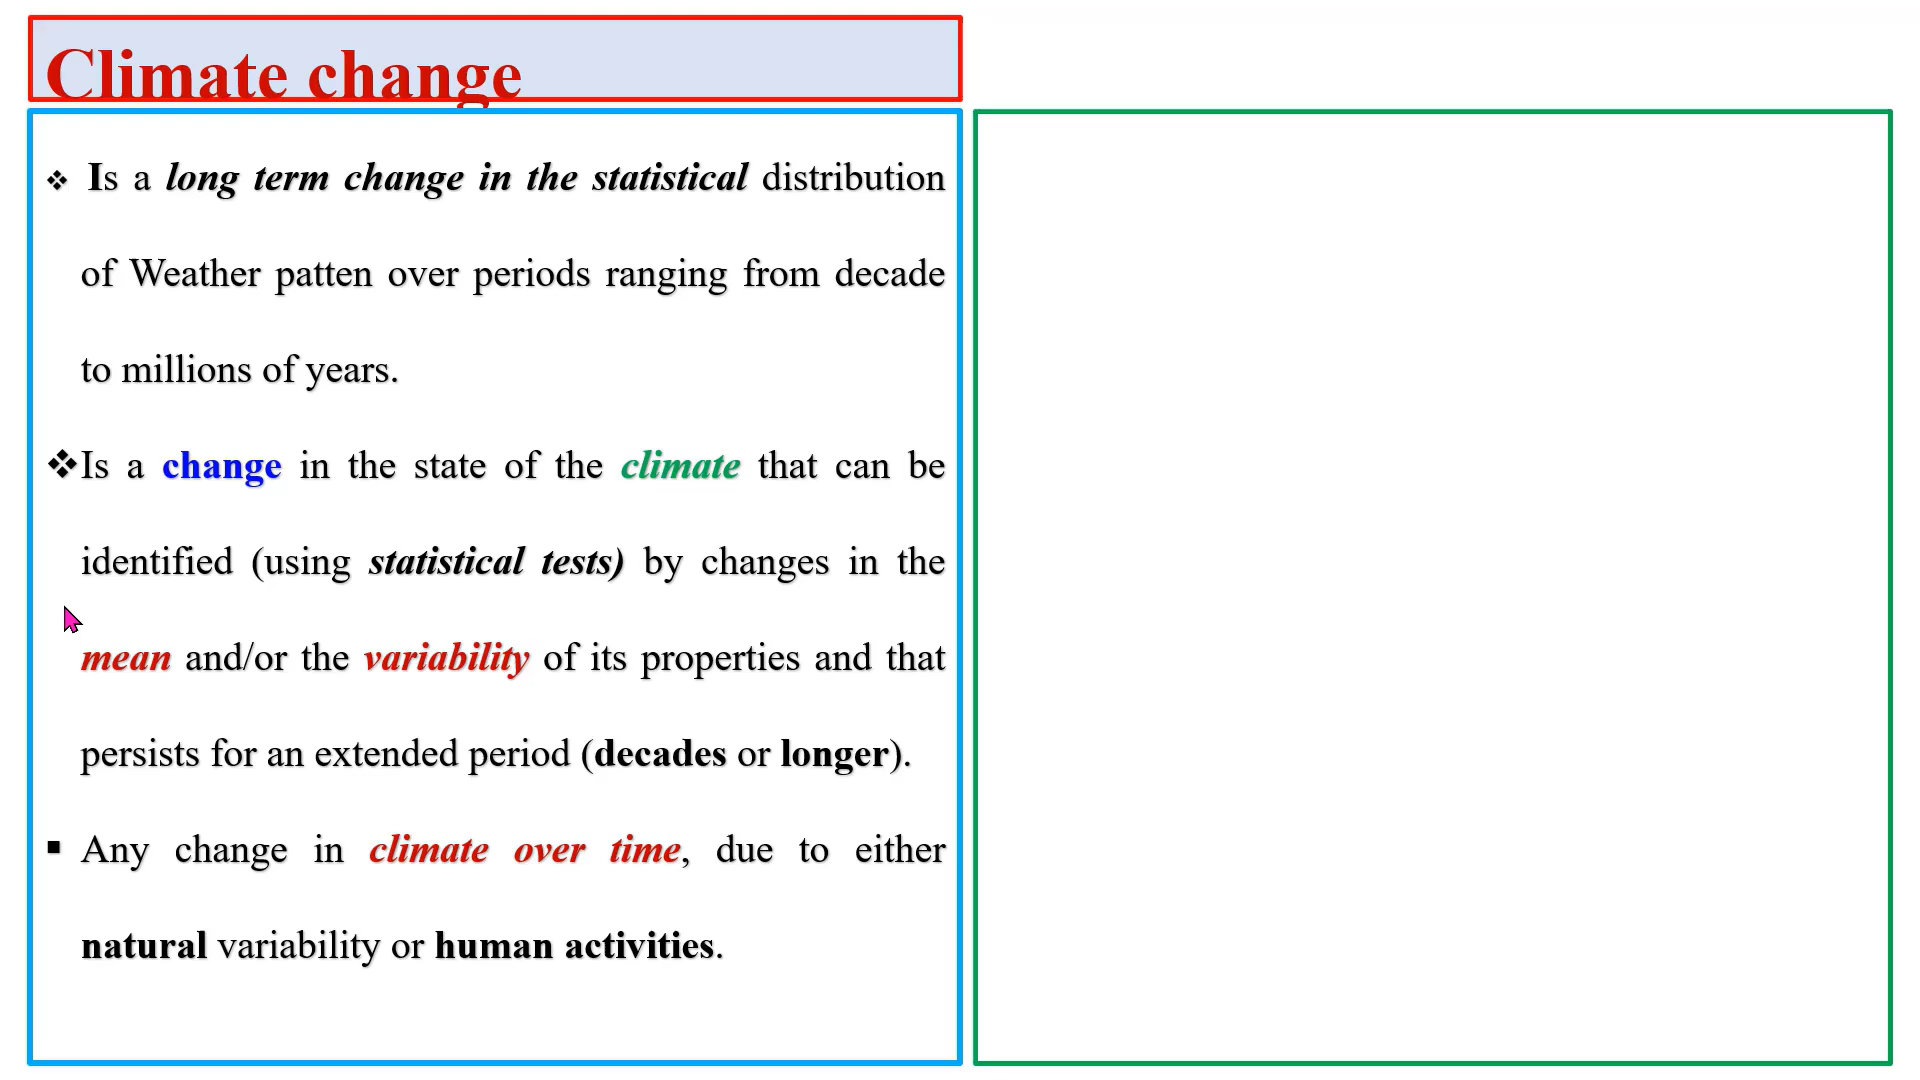 Climate change
❖ Is a long term change in the statistical distribution
of Weather patten over periods ranging from decade
to millions of years.
❖Is a change in the state of the climate that can be
identified (using statistical tests) by changes in the
mean and/or the variability of its properties and that
persists for an extended period (decades or longer).
▪ Any change in climate over time, due to either
natural variability or human activities.